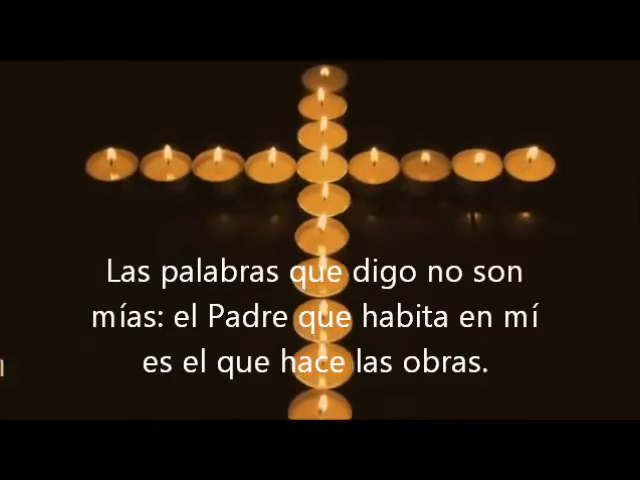 Las palabras que digo no son
mías: el Padre que habita en mí
es el que hace las obras.